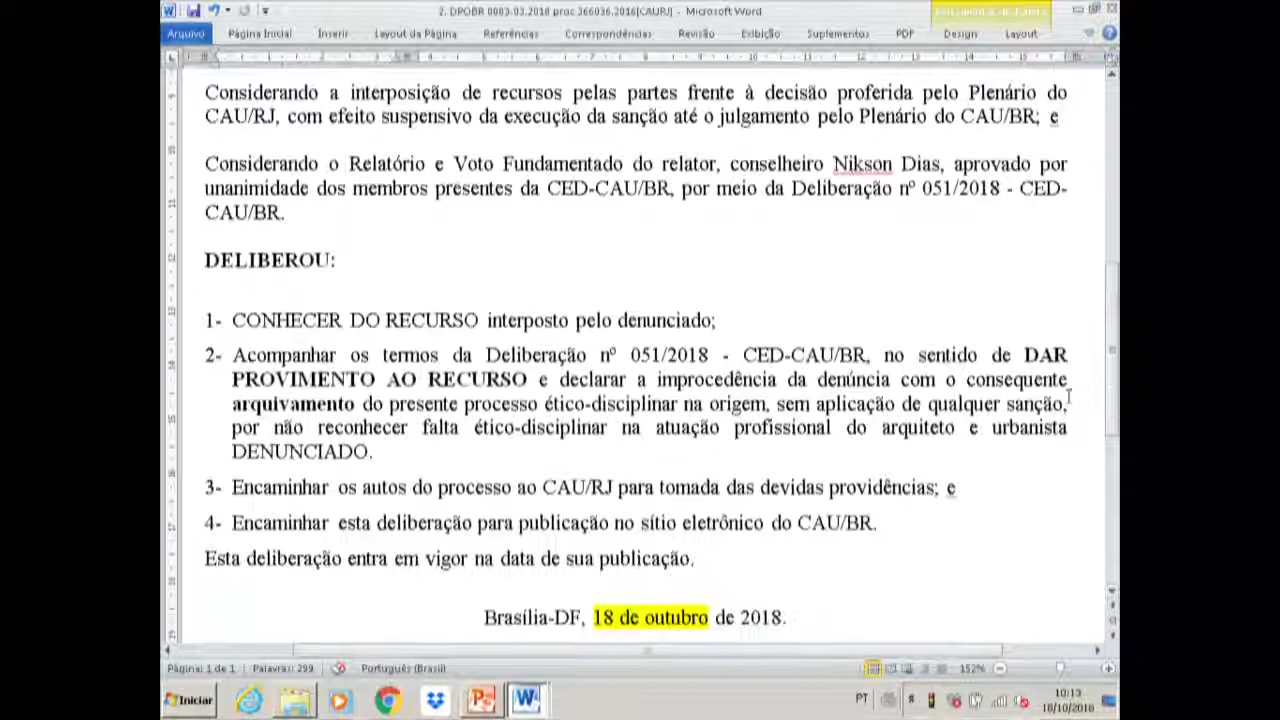 2. DPOBR 0083-03.2018 proc 366036.2016[CAURJ] - Microsoft Word
Arquivo Página Inicial Inserir Layout da Página Referências Correspondências Revisão Exibição Suplementos PDF Design Layout
Considerando a interposição de recursos pelas partes frente à decisão proferida pelo Plenário do
CAU/RJ, com efeito suspensivo da execução da sanção até o julgamento pelo Plenário do CAU/BR; e
Considerando o Relatório e Voto Fundamentado do relator, conselheiro Nikson Dias, aprovado por
unanimidade dos membros presentes da CED-CAU/BR, por meio da Deliberação nº 051/2018 - CED-
CAU/BR.
DELIBEROU:
1- CONHECER DO RECURSO interposto pelo denunciado;
2- Acompanhar os termos da Deliberação nº 051/2018 - CED-CAU/BR, no sentido de DAR
PROVIMENTO AO RECURSO e declarar a improcedência da denúncia com o consequente
arquivamento do presente processo ético-disciplinar na origem, sem aplicação de qualquer sanção,
por não reconhecer falta ético-disciplinar na atuação profissional do arquiteto e urbanista
DENUNCIADO.
3- Encaminhar os autos do processo ao CAU/RJ para tomada das devidas providências; e
4- Encaminhar esta deliberação para publicação no sítio eletrônico do CAU/BR.
Esta deliberação entra em vigor na data de sua publicação.
Brasília-DF, 18 de outubro de 2018.
Página: 1 de 1 Palavras: 299 Português (Brasil) 152%
Iniciar PT 10:13
18/10/2018